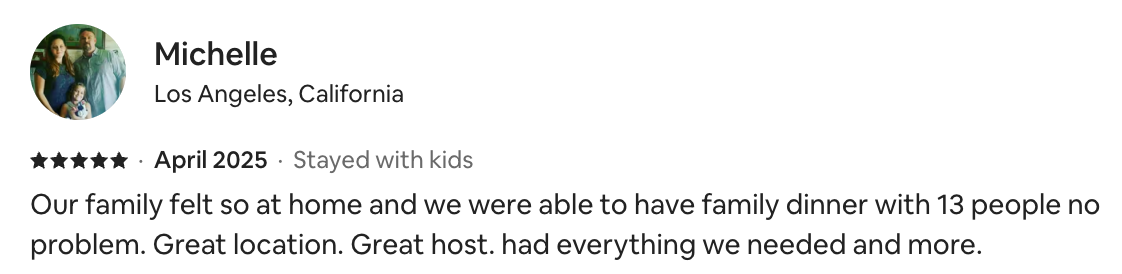 Michelle
Los Angeles, California
★★★★★ · April 2025 · Stayed with kids
Our family felt so at home and we were able to have family dinner with 13 people no
problem. Great location. Great host. had everything we needed and more.